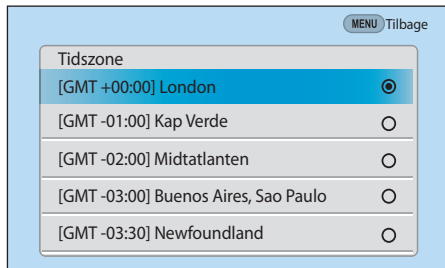 MENU Tilbage
Tidszone
[GMT +00:00] London
[GMT -01:00] Kap Verde
[GMT -02:00] Midtatlanten
[GMT -03:00] Buenos Aires, Sao Paulo
[GMT -03:30] Newfoundland